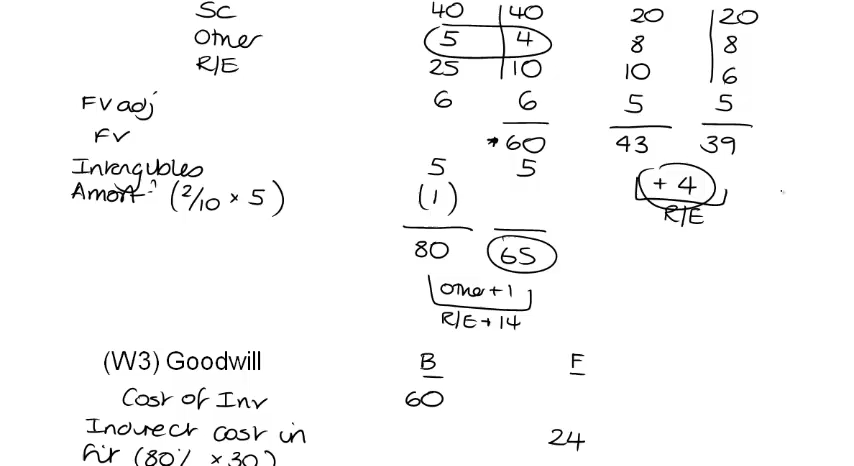 SC 40 40 20 20
Other 5 4 8 8
R/E 25 10 10 6
FV adj 6 6 5 5
FV *60 43 39
Intangibles 5 5
Amort: (2/10 × 5) (1) + 4
R/E
80 65
Other + 1
R/E + 14
(W3) Goodwill B F
Cost of Inv 60
Indirect cost in 24
(80% × 30)